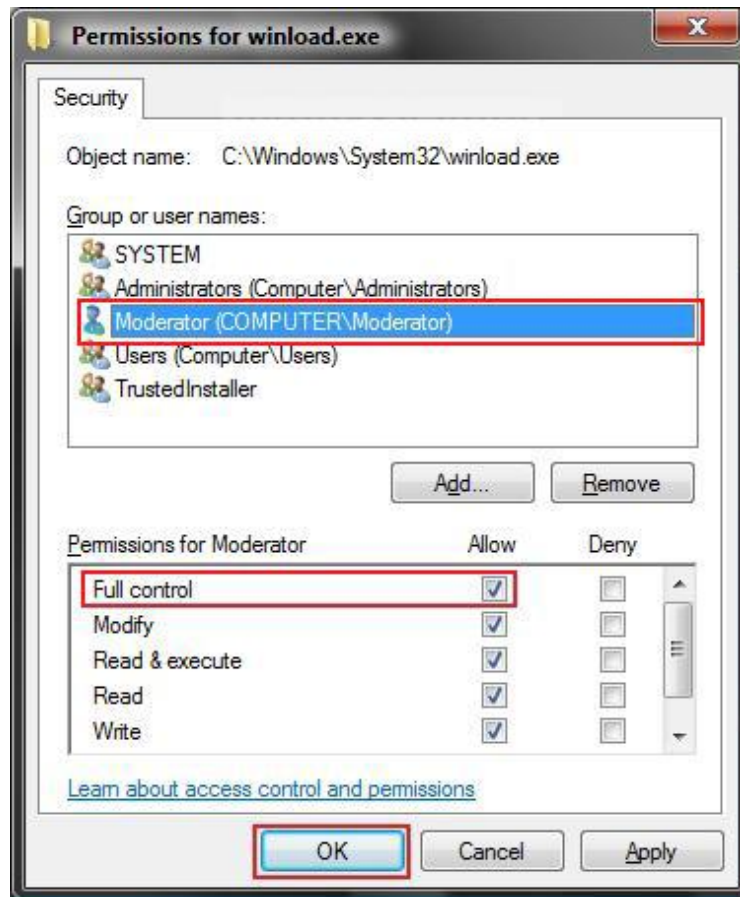 Permissions for winload.exe
Security
Object name: C:\Windows\System32\winload.exe
Group or user names:
SYSTEM
Administrators (Computer\Administrators)
Moderator (COMPUTER\Moderator)
Users (Computer\Users)
TrustedInstaller
Add... Remove
Permissions for Moderator Allow Deny
Full control
Modify
Read & execute
Read
Write
Learn about access control and permissions
OK Cancel Apply